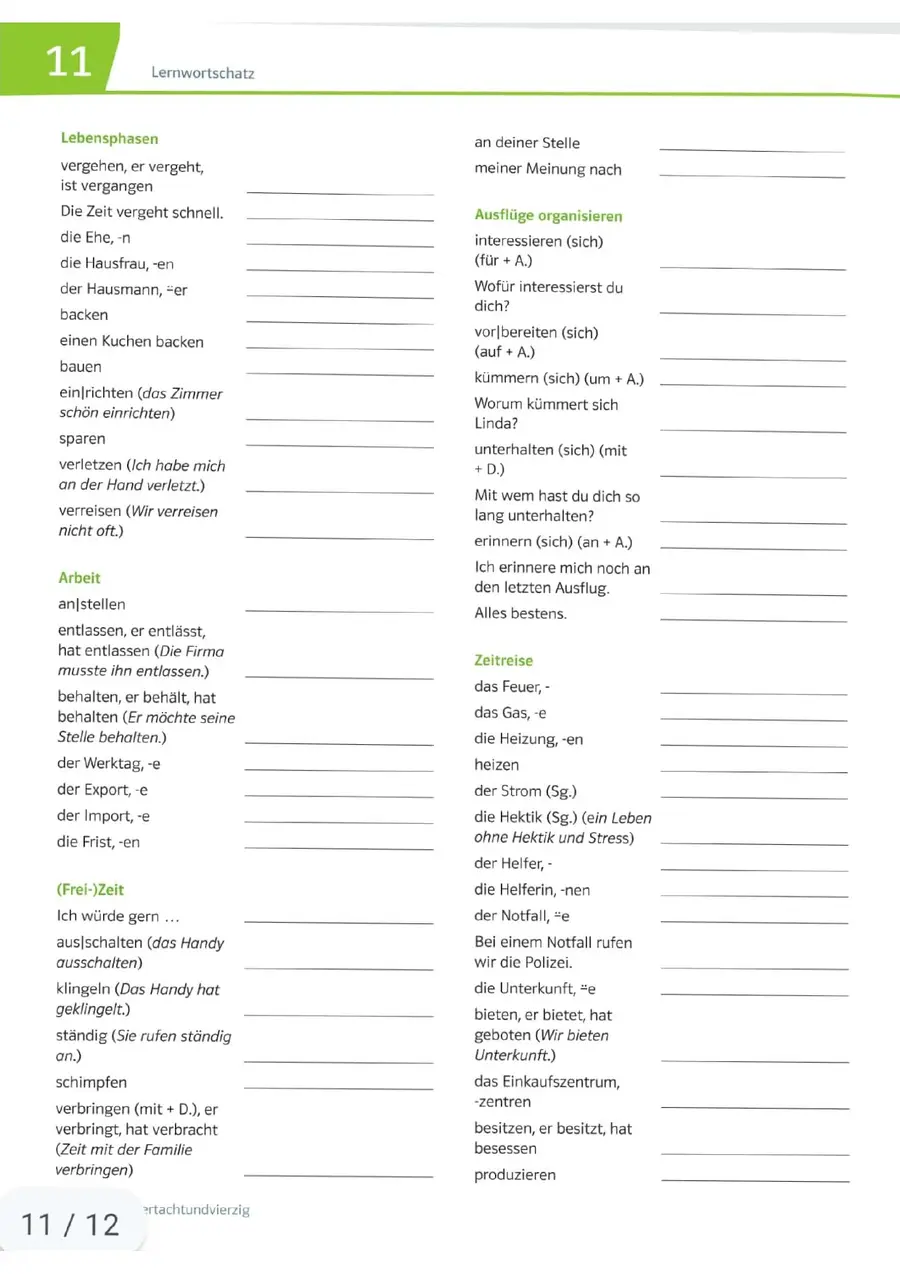 11
Lernwortschatz
Lebensphasen
vergehen, er vergeht,
ist vergangen
Die Zeit vergeht schnell.
die Ehe, -n
die Hausfrau, -en
der Hausmann, ⸚er
backen
einen Kuchen backen
bauen
ein|richten (das Zimmer
schön einrichten)
sparen
verletzen (Ich habe mich
an der Hand verletzt.)
verreisen (Wir verreisen
nicht oft.)
Arbeit
an|stellen
entlassen, er entlässt,
hat entlassen (Die Firma
musste ihn entlassen.)
behalten, er behält, hat
behalten (Er möchte seine
Stelle behalten.)
der Werktag, -e
der Export, -e
der Import, -e
die Frist, -en
(Frei-)Zeit
Ich würde gern …
aus|schalten (das Handy
ausschalten)
klingeln (Das Handy hat
geklingelt.)
ständig (Sie rufen ständig
an.)
schimpfen
verbringen (mit + D.), er
verbringt, hat verbracht
(Zeit mit der Familie
verbringen)
an deiner Stelle
meiner Meinung nach
Ausflüge organisieren
interessieren (sich)
(für + A.)
Wofür interessierst du
dich?
vor|bereiten (sich)
(auf + A.)
kümmern (sich) (um + A.)
Worum kümmert sich
Linda?
unterhalten (sich) (mit
+ D.)
Mit wem hast du dich so
lang unterhalten?
erinnern (sich) (an + A.)
Ich erinnere mich noch an
den letzten Ausflug.
Alles bestens.
Zeitreise
das Feuer, -
das Gas, -e
die Heizung, -en
heizen
der Strom (Sg.)
die Hektik (Sg.) (ein Leben
ohne Hektik und Stress)
der Helfer, -
die Helferin, -nen
der Notfall, ⸚e
Bei einem Notfall rufen
wir die Polizei.
die Unterkunft, ⸚e
bieten, er bietet, hat
geboten (Wir bieten
Unterkunft.)
das Einkaufszentrum,
-zentren
besitzen, er besitzt, hat
besessen
produzieren
ertachtundvierzig
11 / 12